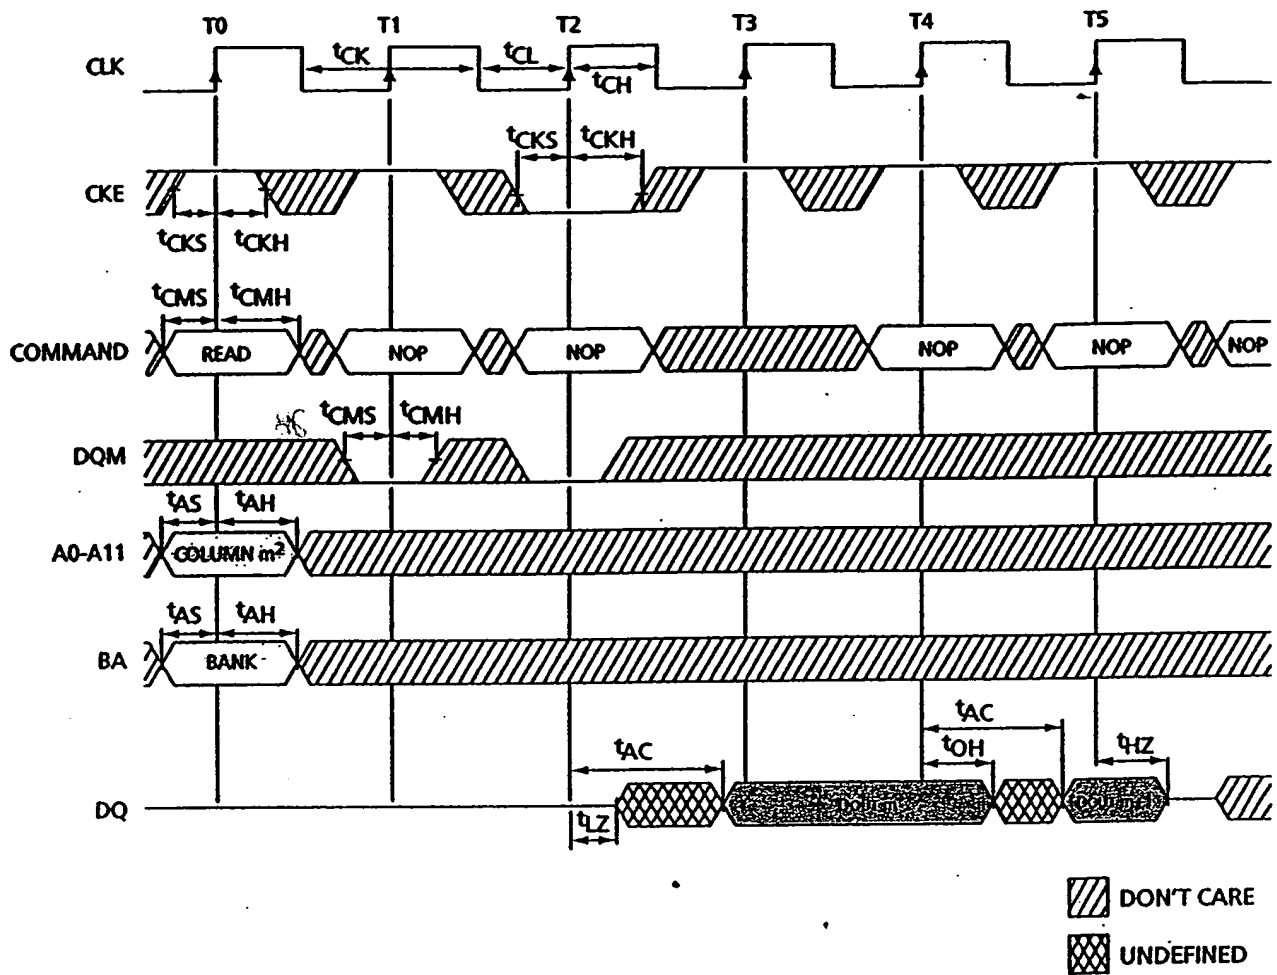 T0 T1 T2 T3 T4 T5
CLK
tCK tCL
tCH
tCKS tCKH
CKE
tCKS tCKH
tCMS tCMH
COMMAND READ NOP NOP NOP NOP NOP
tCMS tCMH
DQM
tAS tAH
A0-A11 COLUMN m2
tAS tAH
BA BANK
tAC
tAC tOH tHZ
DQ
tLZ
DON'T CARE
UNDEFINED